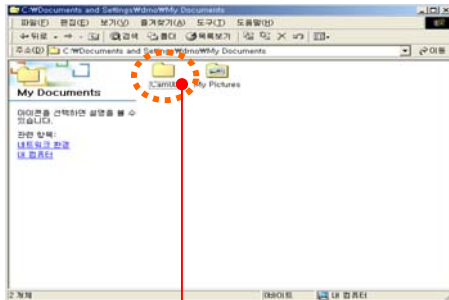 C:\Documents and Settings\dmo\My Documents
파일(F) 편집(E) 보기(V) 즐겨찾기(A) 도구(T) 도움말(H)
뒤로 검색 폴더 목록보기
주소(D) C:\Documents and Settings\dmo\My Documents 이동
My Documents
My Pictures
아이콘을 선택하면 설명을 볼 수
있습니다.
관련 항목:
네트워크 환경
내 컴퓨터
2 개체 0바이트 내 컴퓨터